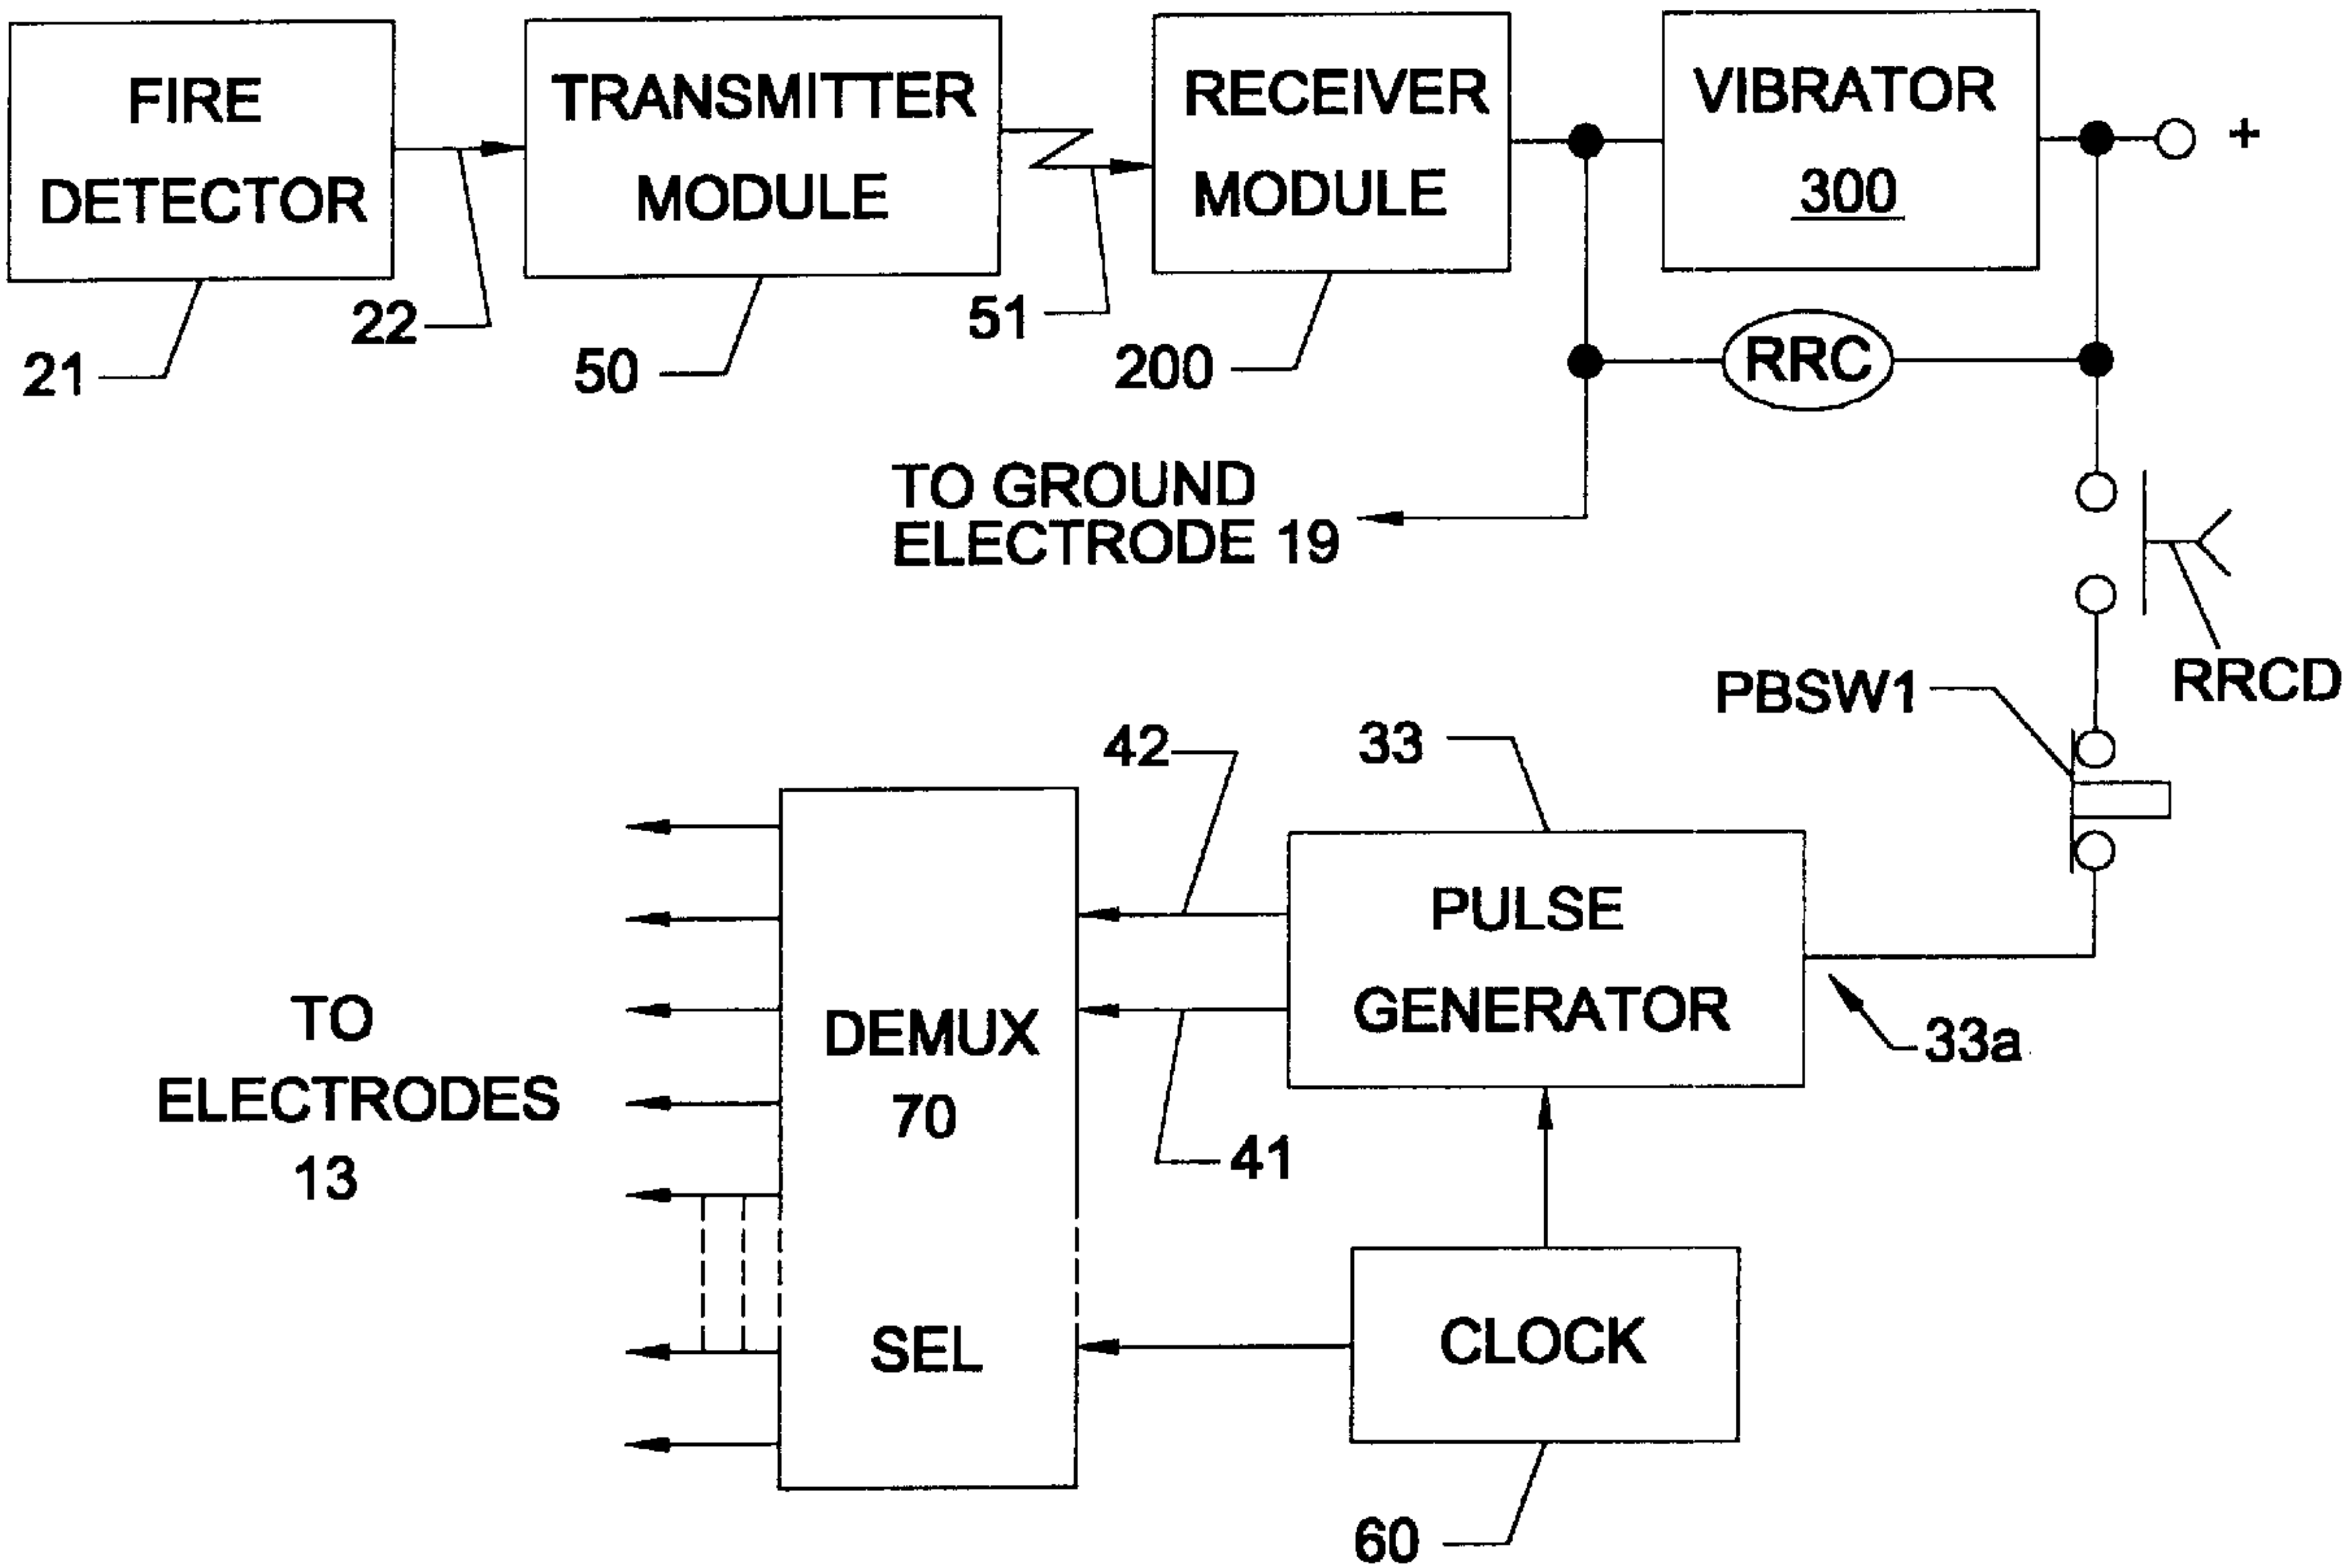 FIRE
DETECTOR
TRANSMITTER
MODULE
RECEIVER
MODULE
VIBRATOR
300
+
21
22
50
51
200
RRC
TO GROUND
ELECTRODE 19
RRCD
PBSW1
42
33
PULSE
GENERATOR
33a
41
DEMUX
70
SEL
TO
ELECTRODES
13
CLOCK
60